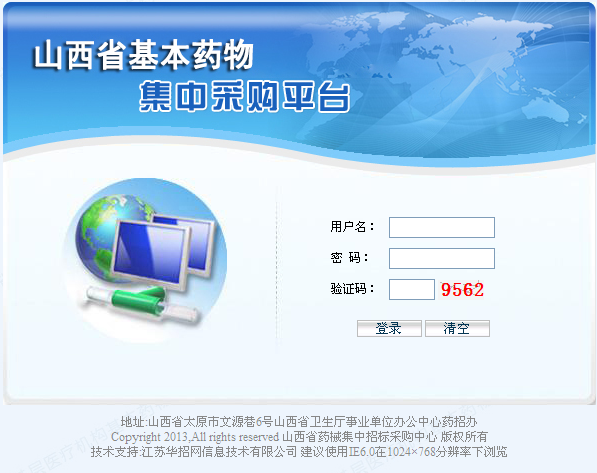 山西省基本药物
集中采购平台
用户名：
密 码：
验证码： 9562
登录 清空
地址:山西省太原市文源巷6号山西省卫生厅事业单位办公中心药招办
Copyright 2013,All rights reserved 山西省药械集中招标采购中心 版权所有
技术支持:江苏华招网信息技术有限公司 建议使用IE6.0在1024×768分辨率下浏览